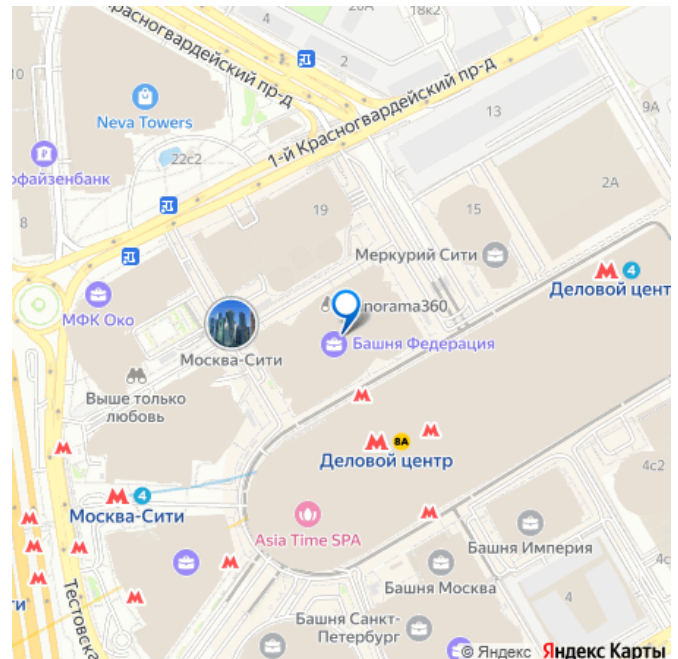 20А
18к2
Красногвардейский пр-д
2
10
Neva Towers
13
9А
1-й Красногвардейский пр-д
22с2
2А
8
19
15
Меркурий Сити
4
Деловой цент
МФК Око
norama360
Москва-Сити
Башня Федерация
Выше только
любовь
8А
Деловой центр
4с2
4
Москва-Сити
Asia Time SPA
Башня Империя
4с
Башня Москва
4
Тестовска
Башня Санкт-
Петербург
© Яндекс Яндекс Карты